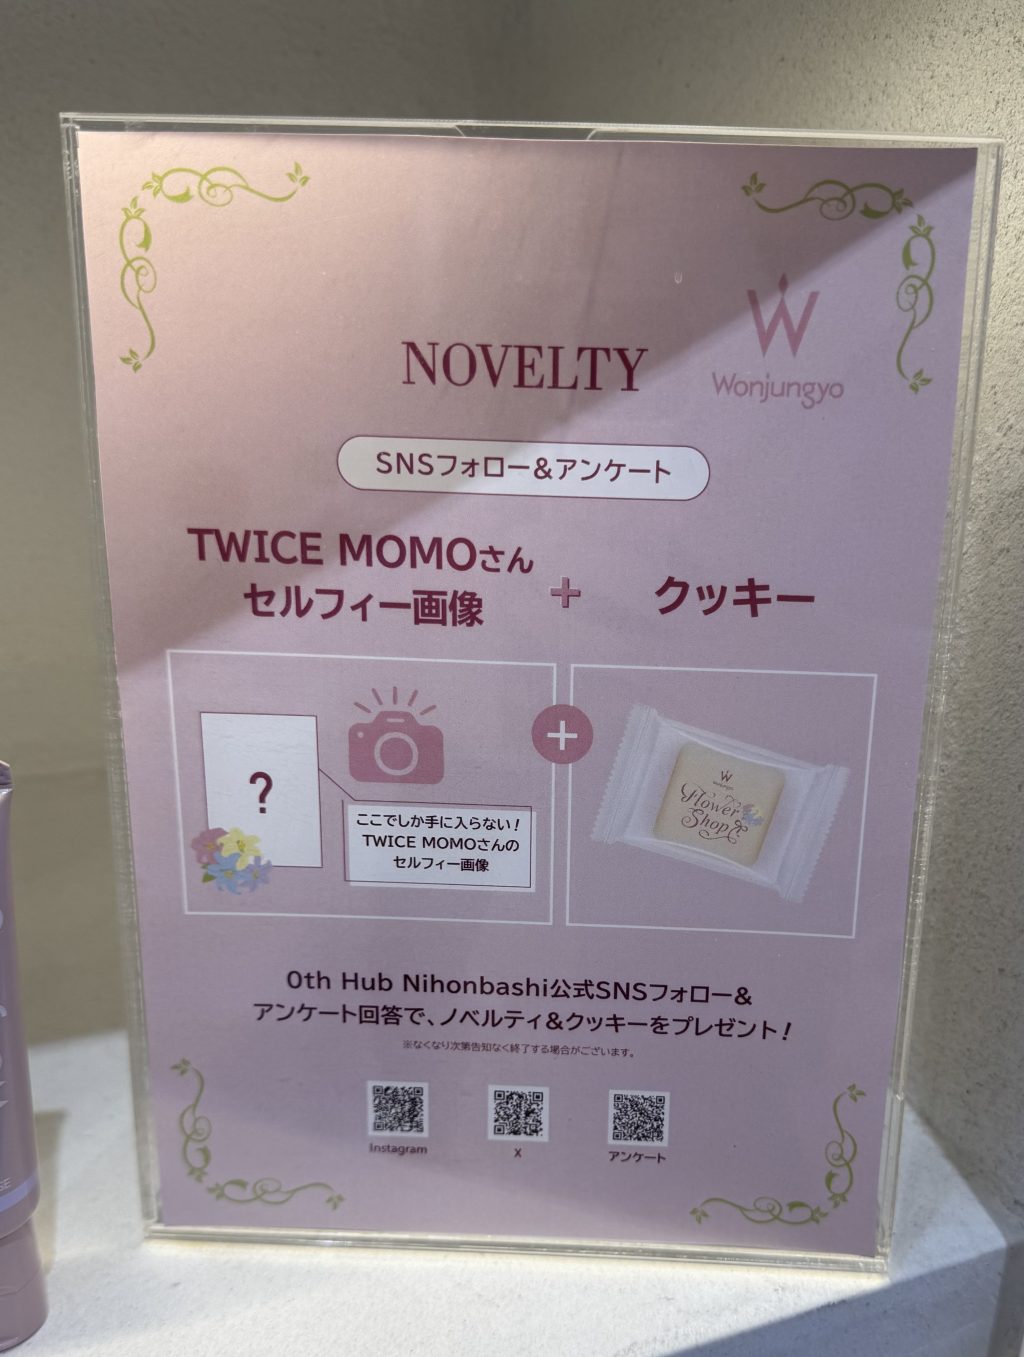 NOVELTY
Wonjungyo
SNSフォロー&アンケート
TWICE MOMOさん
セルフィー画像
+
クッキー
?
ここでしか手に入らない!
TWICE MOMOさんの
セルフィー画像
+
Wonjungyo
Flower
Shop
0th Hub Nihonbashi公式SNSフォロー&
アンケート回答で、ノベルティ&クッキーをプレゼント!
※なくなり次第告知なく終了する場合がございます。
Instagram
X
アンケート